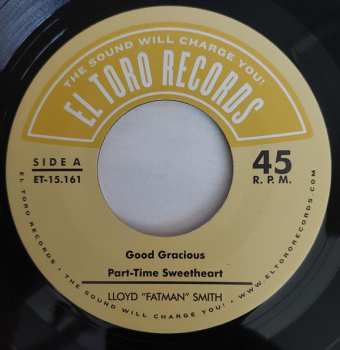 THE SOUND WILL CHARGE YOU!
EL TORO RECORDS
SIDE A
ET-15.161
45
R.P.M.
Good Gracious
Part-Time Sweetheart
LLOYD "FATMAN" SMITH
EL TORO RECORDS • THE SOUND WILL CHARGE YOU! • ELTORORECORDS.COM